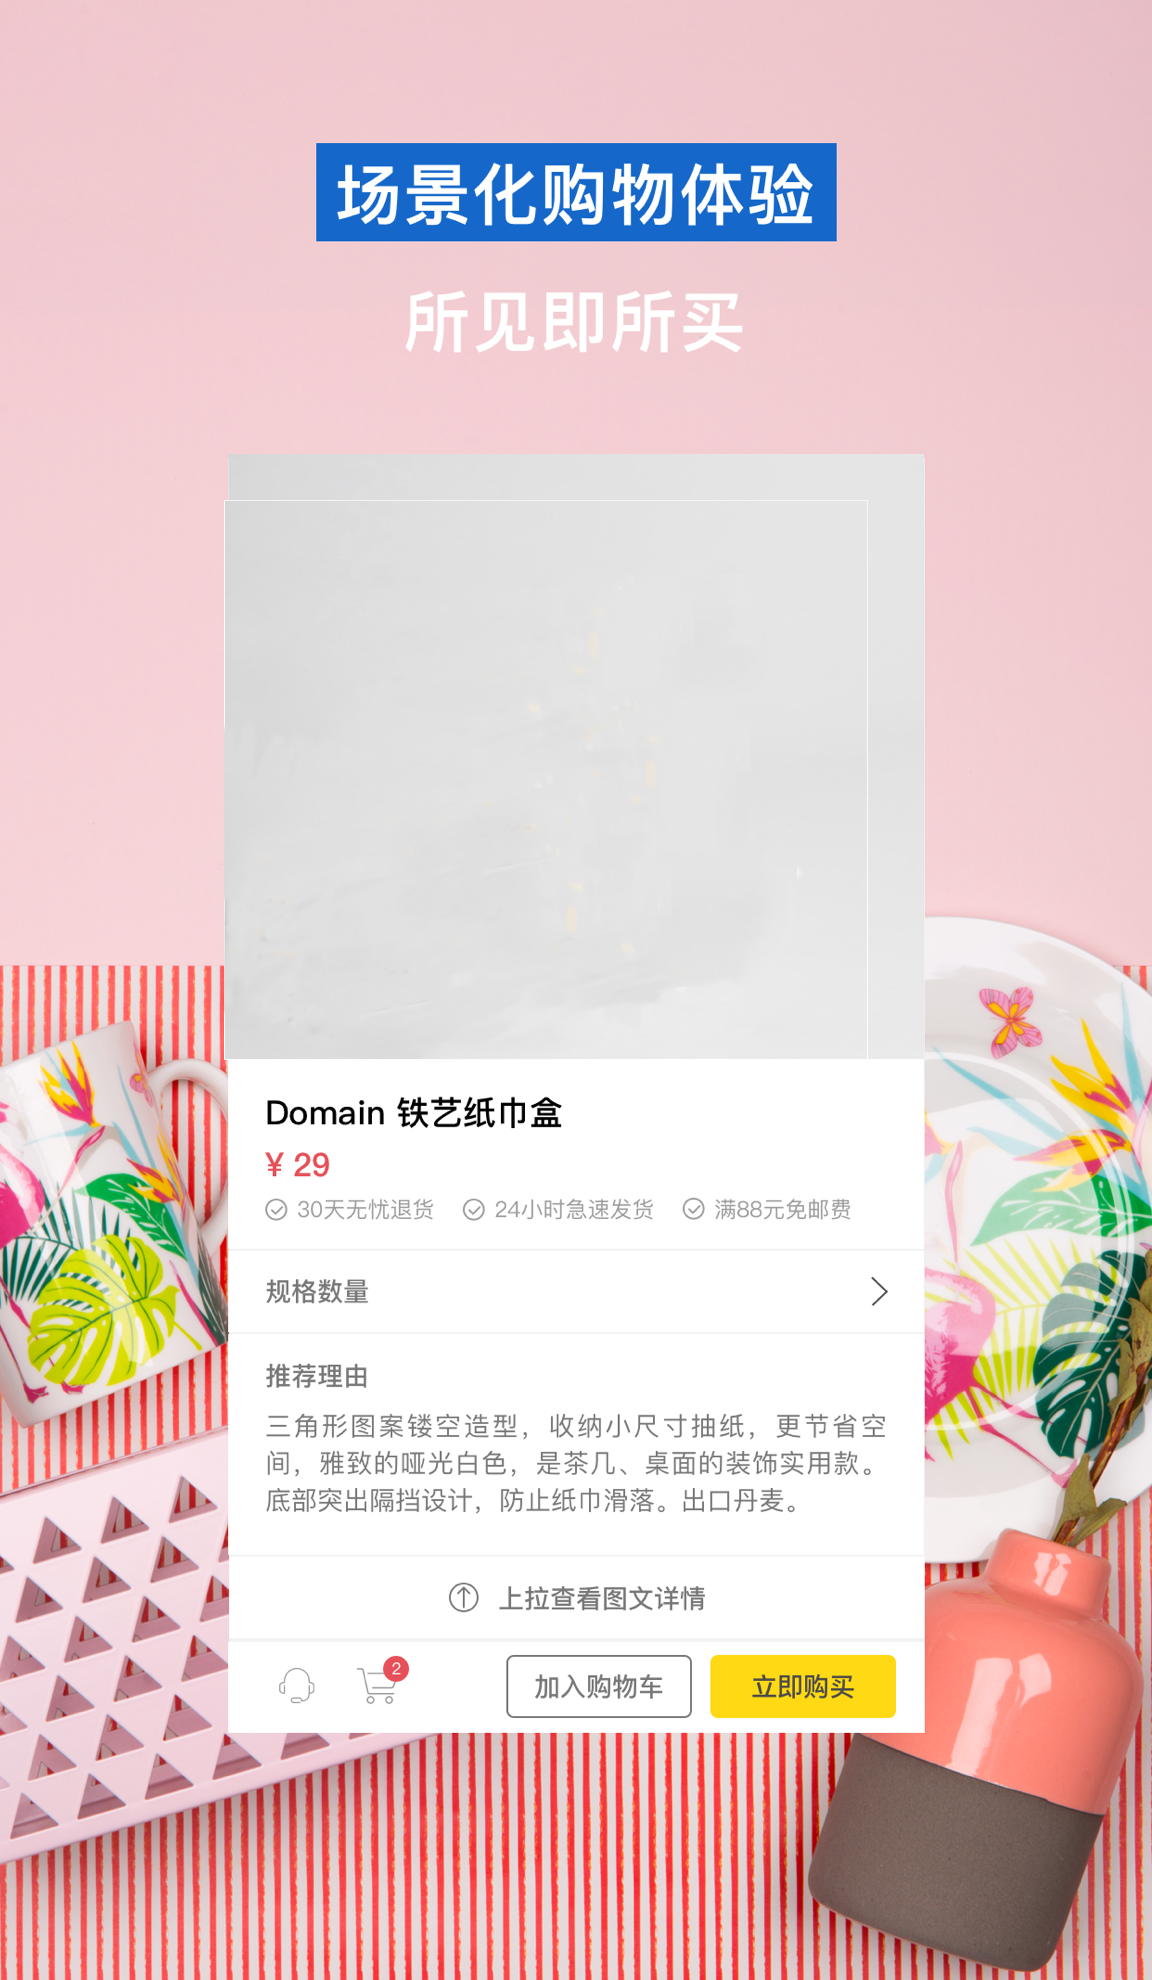 场景化购物体验
所见即所买
Domain 铁艺纸巾盒
¥ 29
30天无忧退货 24小时急速发货 满88元免邮费
规格数量
推荐理由
三角形图案镂空造型，收纳小尺寸抽纸，更节省空
间，雅致的哑光白色，是茶几、桌面的装饰实用款。
底部突出隔挡设计，防止纸巾滑落。出口丹麦。
上拉查看图文详情
2 加入购物车 立即购买